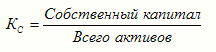 K_C = Собственный капитал
Всего активов